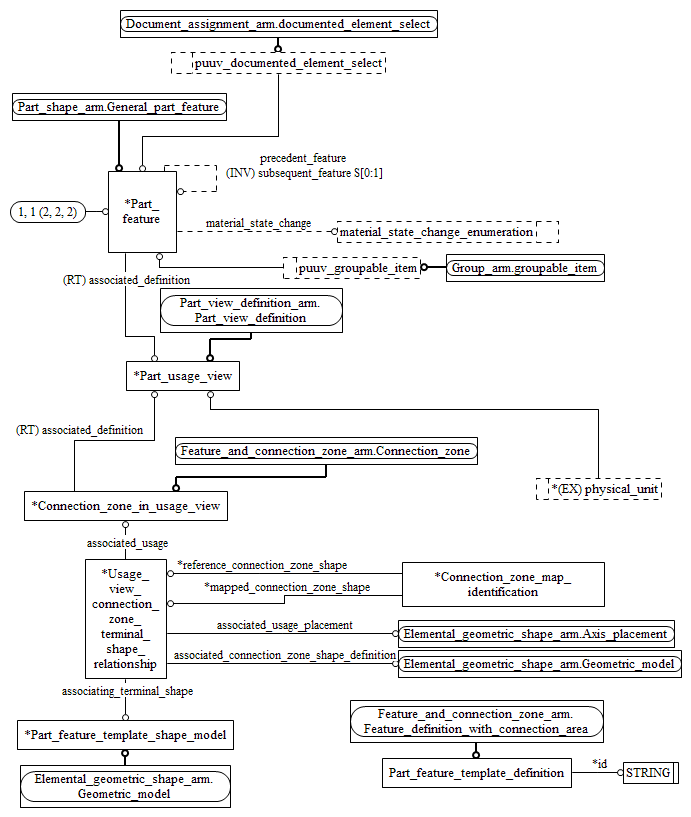 Document_assignment_arm.documented_element_select
puuv_documented_element_select
Part_shape_arm.General_part_feature
precedent_feature
(INV) subsequent_feature S[0:1]
*Part_
feature
1, 1 (2, 2, 2)
material_state_change
material_state_change_enumeration
puuv_groupable_item
Group_arm.groupable_item
(RT) associated_definition
Part_view_definition_arm.
Part_view_definition
*Part_usage_view
(RT) associated_definition
Feature_and_connection_zone_arm.Connection_zone
*(EX) physical_unit
*Connection_zone_in_usage_view
associated_usage
*reference_connection_zone_shape
*Usage_
view_
connection_
zone_
terminal_
shape_
relationship
*mapped_connection_zone_shape
*Connection_zone_map_
identification
associated_usage_placement
Elemental_geometric_shape_arm.Axis_placement
associated_connection_zone_shape_definition
Elemental_geometric_shape_arm.Geometric_model
associating_terminal_shape
*Part_feature_template_shape_model
Feature_and_connection_zone_arm.
Feature_definition_with_connection_area
Elemental_geometric_shape_arm.
Geometric_model
Part_feature_template_definition
*id
STRING